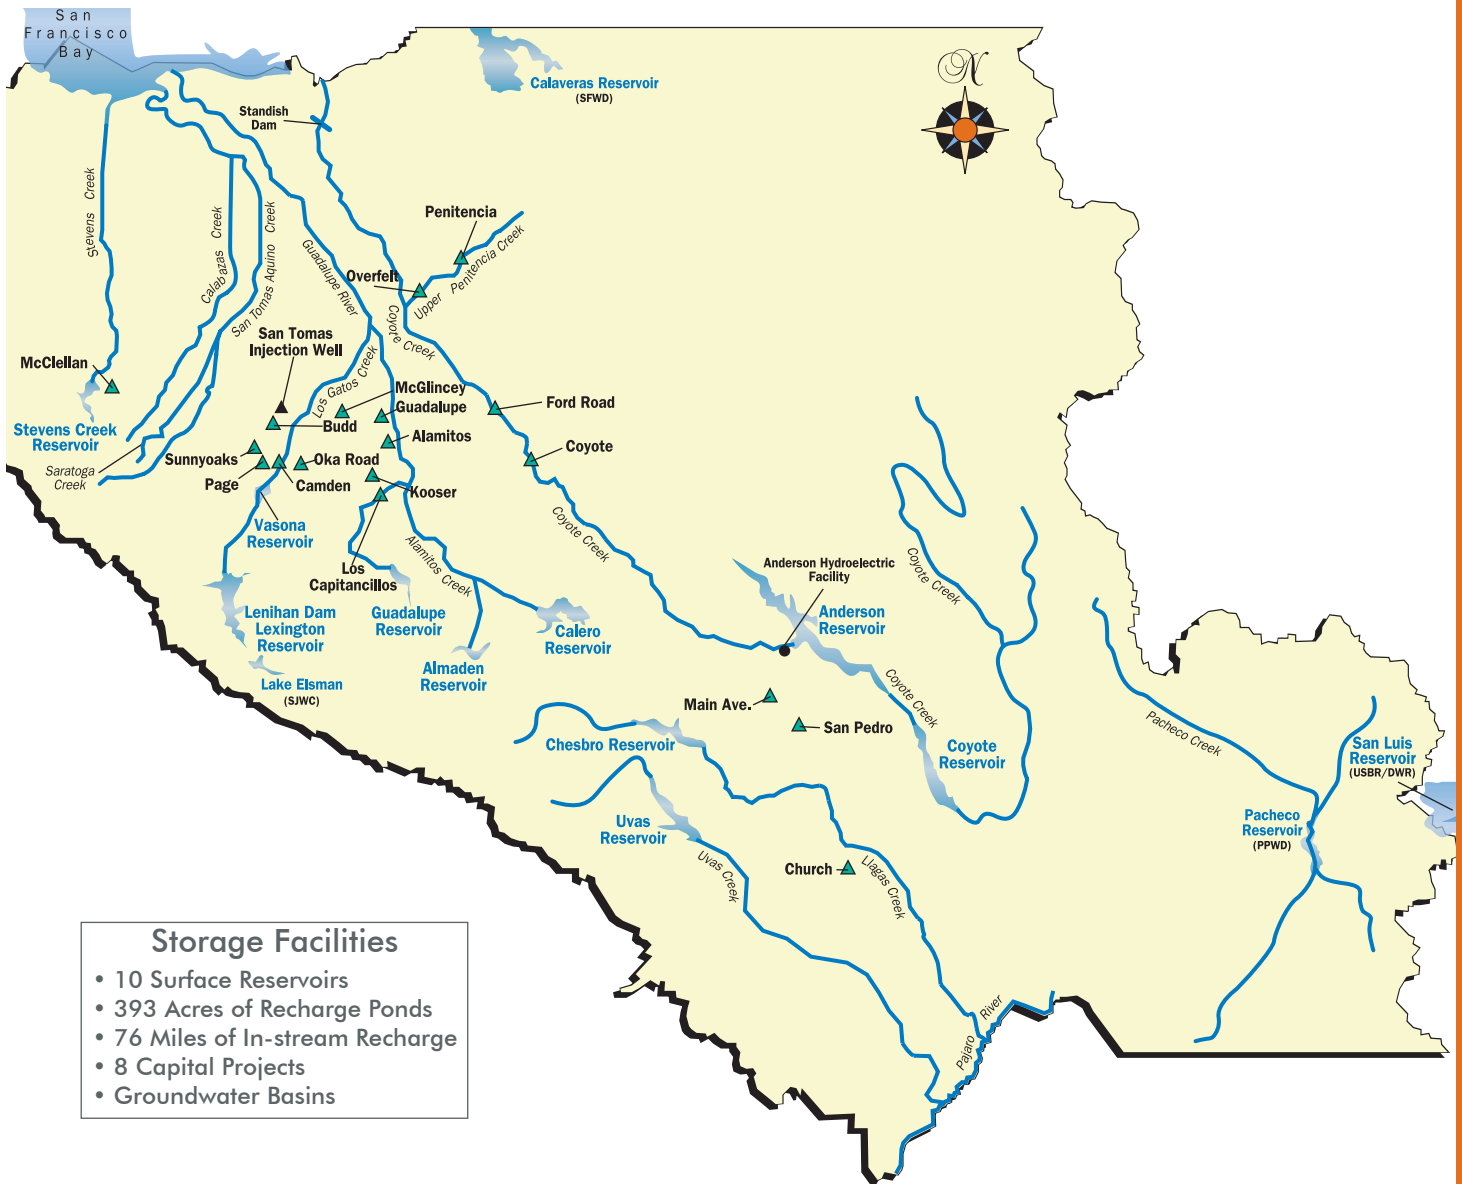 San
Francisco
Bay
Calaveras Reservoir
(SFWD)
N
Standish
Dam
Stevens Creek
Calabazas Creek
San Tomas Aquino Creek
Guadalupe River
Penitencia
Overfelt
Upper Penitencia Creek
Coyote Creek
San Tomas
Injection Well
McClellan
Los Gatos Creek
McGlincey
Guadalupe
Ford Road
Budd
Alamitos
Coyote
Stevens Creek
Reservoir
Saratoga
Creek
Sunnyoaks
Oka Road
Page
Camden
Kooser
Vasona
Reservoir
Coyote Creek
Alamitos Creek
Los
Capitancillos
Anderson Hydroelectric
Facility
Coyote Creek
Lenihan Dam
Lexington
Reservoir
Guadalupe
Reservoir
Calero
Reservoir
Anderson
Reservoir
Almaden
Reservoir
Lake Elsman
(SJWC)
Coyote Creek
Main Ave.
San Pedro
Chesbro Reservoir
Coyote
Reservoir
Pacheco Creek
San Luis
Reservoir
(USBR/DWR)
Uvas
Reservoir
Pacheco
Reservoir
(PPWD)
Uvas Creek
Church
Llagas Creek
Pajaro River
Storage Facilities
• 10 Surface Reservoirs
• 393 Acres of Recharge Ponds
• 76 Miles of In-stream Recharge
• 8 Capital Projects
• Groundwater Basins